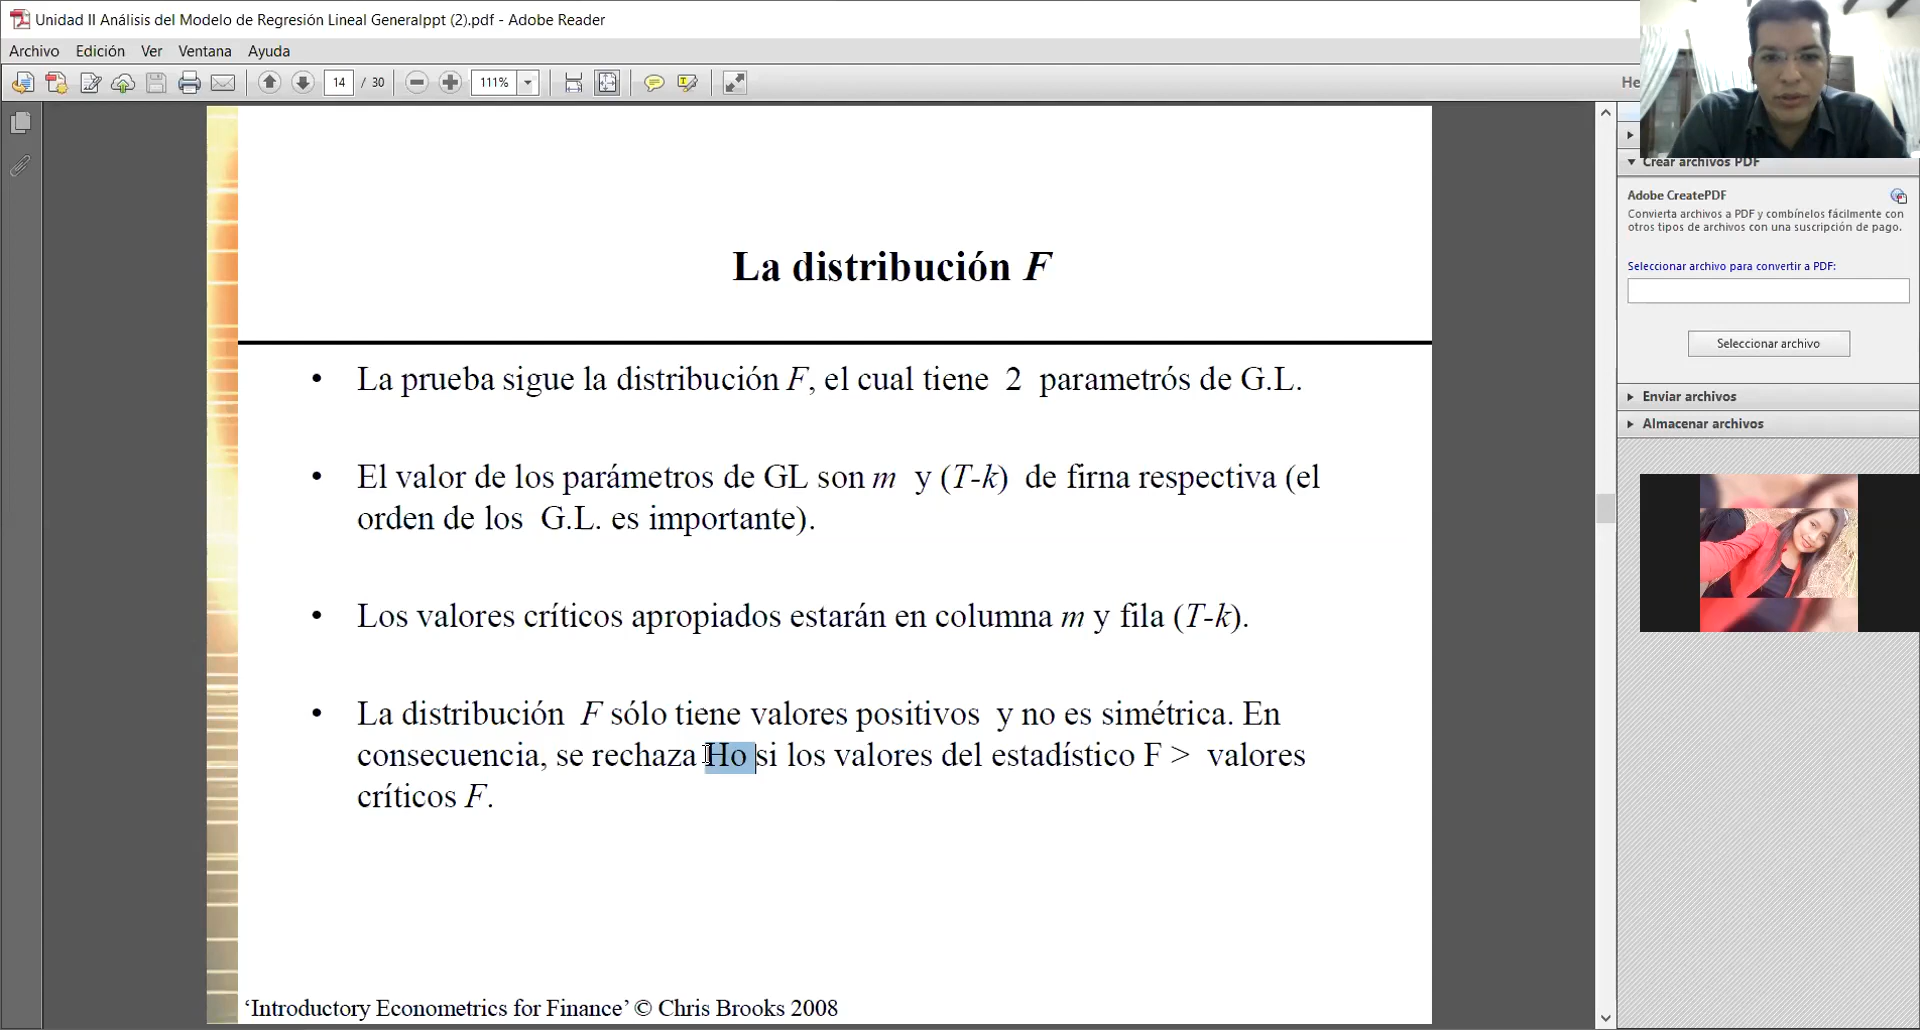 Unidad II Análisis del Modelo de Regresión Lineal Generalppt (2).pdf - Adobe Reader
Archivo Edición Ver Ventana Ayuda
14 / 30 111% He
Crear archivos PDF
Adobe CreatePDF
Convierta archivos a PDF y combínelos fácilmente con
otros tipos de archivos con una suscripción de pago.
Seleccionar archivo para convertir a PDF:
Seleccionar archivo
Enviar archivos
Almacenar archivos
La distribución F
• La prueba sigue la distribución F, el cual tiene 2 parametrós de G.L.
• El valor de los parámetros de GL son m y (T-k) de firna respectiva (el
orden de los G.L. es importante).
• Los valores críticos apropiados estarán en columna m y fila (T-k).
• La distribución F sólo tiene valores positivos y no es simétrica. En
consecuencia, se rechaza Ho si los valores del estadístico F > valores
críticos F.
‘Introductory Econometrics for Finance’ © Chris Brooks 2008